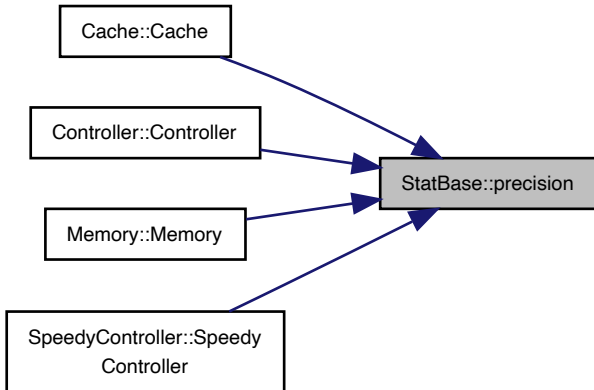 Cache::Cache
Controller::Controller
StatBase::precision
Memory::Memory
SpeedyController::Speedy
Controller